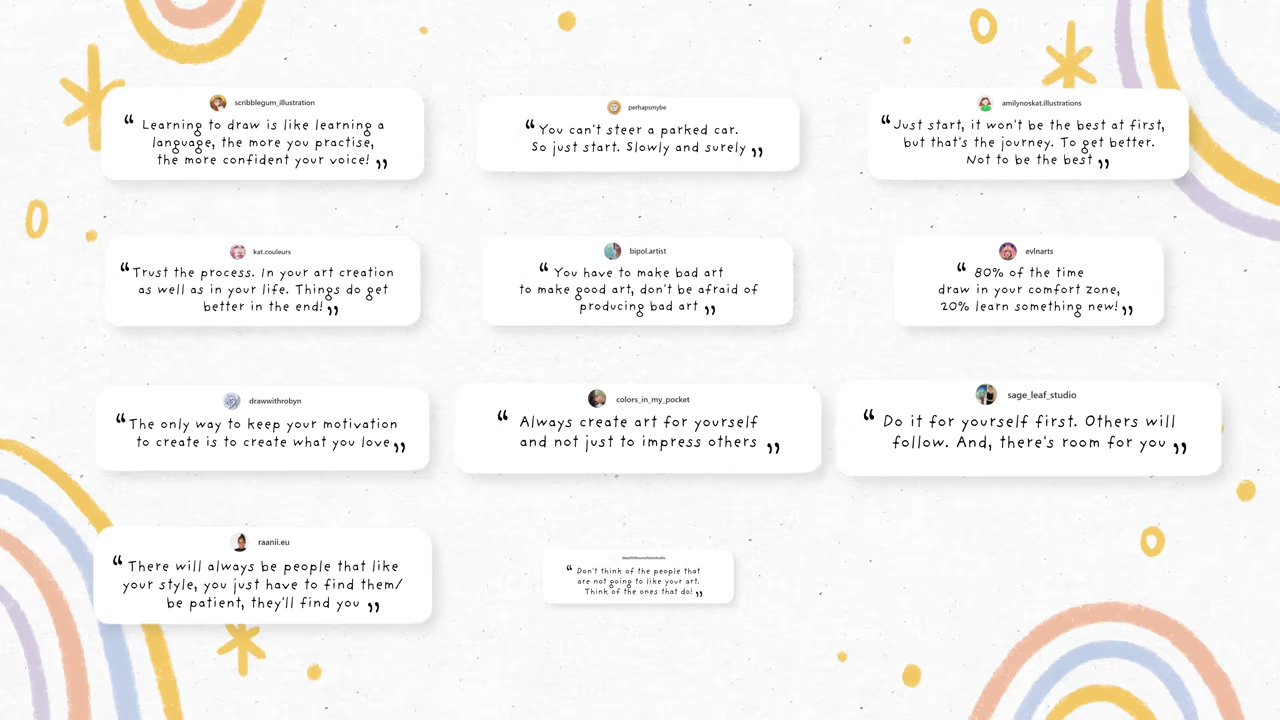 scribblegum_illustration
“ Learning to draw is like learning a
language, the more you practise,
the more confident your voice! ”
perhapsmybe
“ You can't steer a parked car.
So just start. Slowly and surely ”
amilynoskat.illustrations
“ Just start, it won't be the best at first,
but that's the journey. To get better.
Not to be the best ”
kat.couleurs
“ Trust the process. In your art creation
as well as in your life. Things do get
better in the end! ”
bipol.artist
“ You have to make bad art
to make good art, don't be afraid of
producing bad art ”
evlnarts
“ 80% of the time
draw in your comfort zone,
20% learn something new! ”
drawwithrobyn
“ The only way to keep your motivation
to create is to create what you love ”
colors_in_my_pocket
“ Always create art for yourself
and not just to impress others ”
sage_leaf_studio
“ Do it for yourself first. Others will
follow. And, there's room for you ”
raanii.eu
“ There will always be people that like
your style, you just have to find them/
be patient, they'll find you ”
“ Don't think of the people that
are not going to like your art.
Think of the ones that do! ”